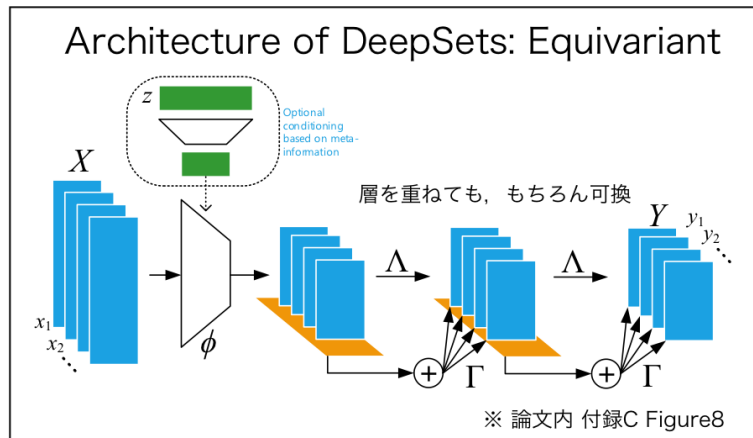 Architecture of DeepSets: Equivariant
z
Optional
conditioning
based on meta-
information
X
層を重ねても，もちろん可換
Y
y1
y2
Λ
Λ
x1
x2
ϕ
+
Γ
+
Γ
※ 論文内 付録C Figure8